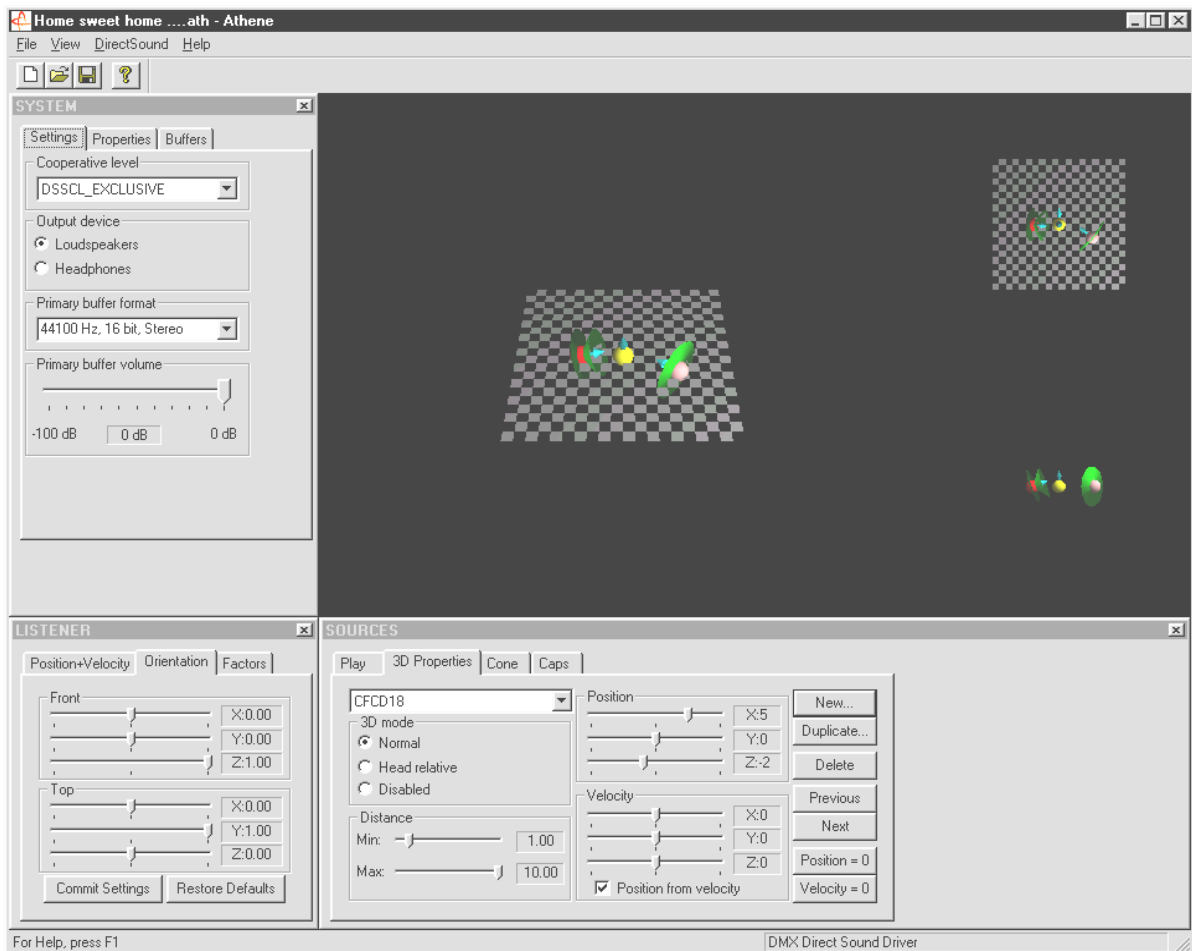 Home sweet home ....ath - Athene
File View DirectSound Help
SYSTEM
Settings Properties Buffers
Cooperative level
DSSCL_EXCLUSIVE
Output device
Loudspeakers
Headphones
Primary buffer format
44100 Hz, 16 bit, Stereo
Primary buffer volume
-100 dB 0 dB 0 dB
LISTENER
Position+Velocity Orientation Factors
Front
X:0.00
Y:0.00
Z:1.00
Top
X:0.00
Y:1.00
Z:0.00
Commit Settings Restore Defaults
SOURCES
Play 3D Properties Cone Caps
CFCD18
3D mode
Normal
Head relative
Disabled
Distance
Min: 1.00
Max: 10.00
Position
X:5
Y:0
Z:-2
Velocity
X:0
Y:0
Z:0
Position from velocity
New...
Duplicate...
Delete
Previous
Next
Position = 0
Velocity = 0
For Help, press F1
DMX Direct Sound Driver